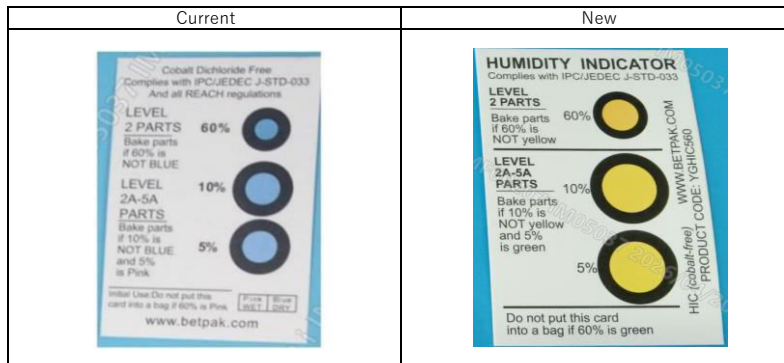 Current
New
Cobalt Dichloride Free
Complies with IPC/JEDEC J-STD-033
And all REACH regulations
LEVEL
2 PARTS
60%
Bake parts
if 60% is
NOT BLUE
LEVEL
2A-5A
PARTS
10%
Bake parts
if 10% is
NOT BLUE
and 5%
is Pink
5%
Initial Use:Do not put this
card into a bag if 60% is Pink
Pink
WET
Blue
DRY
www.betpak.com
HUMIDITY INDICATOR
Complies with IPC/JEDEC J-STD-033
LEVEL
2 PARTS
60%
Bake parts
if 60% is
NOT yellow
LEVEL
2A-5A
PARTS
10%
Bake parts
if 10% is
NOT yellow
and 5%
is green
5%
Do not put this card
into a bag if 60% is green
WWW.BETPAK.COM
HIC (cobalt-free)
PRODUCT CODE: YGHIC560